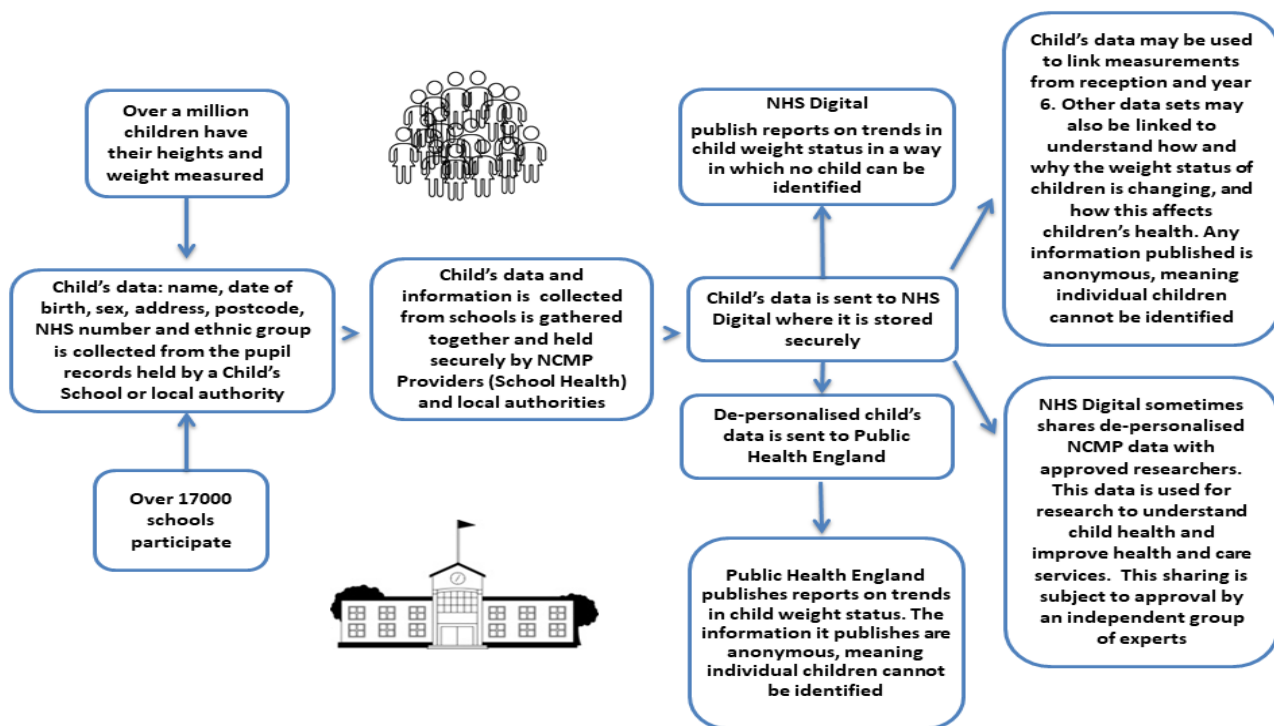 Over a million
children have
their heights and
weight measured
Child’s data: name, date of
birth, sex, address, postcode,
NHS number and ethnic group
is collected from the pupil
records held by a Child’s
School or local authority
Over 17000
schools
participate
Child’s data and
information is  collected
from schools is gathered
together and held
securely by NCMP
Providers (School Health)
and local authorities
NHS Digital
publish reports on trends in
child weight status in a way
in which no child can be
identified
Child’s data is sent to NHS
Digital where it is stored
securely
De-personalised child’s
data is sent to Public
Health England
Public Health England
publishes reports on trends
in child weight status. The
information it publishes are
anonymous, meaning
individual children cannot
be identified
Child’s data may be used
to link measurements
from reception and year
6. Other data sets may
also be linked to
understand how and
why the weight status of
children is changing, and
how this affects
children’s health. Any
information published is
anonymous, meaning
individual children
cannot be identified
NHS Digital sometimes
shares de-personalised
NCMP data with
approved researchers.
This data is used for
research to understand
child health and
improve health and care
services.  This sharing is
subject to approval by
an independent group
of experts